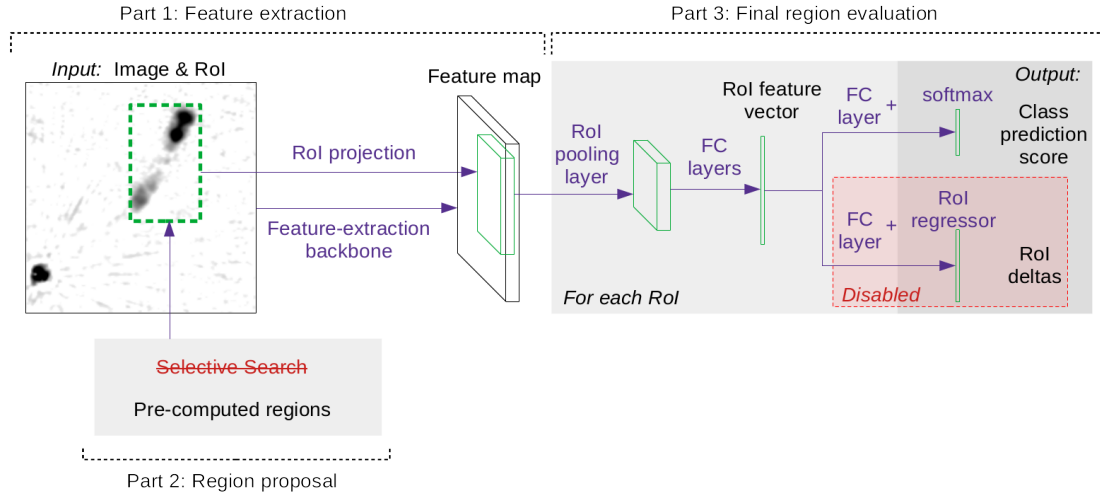 Part 1: Feature extraction
Part 3: Final region evaluation
Input: Image & RoI
Feature map
RoI projection
Feature-extraction
backbone
RoI
pooling
layer
FC
layers
RoI feature
vector
FC
layer +
softmax
Output:
Class
prediction
score
FC
layer +
RoI
regressor
RoI
deltas
Disabled
For each RoI
Selective Search
Pre-computed regions
Part 2: Region proposal